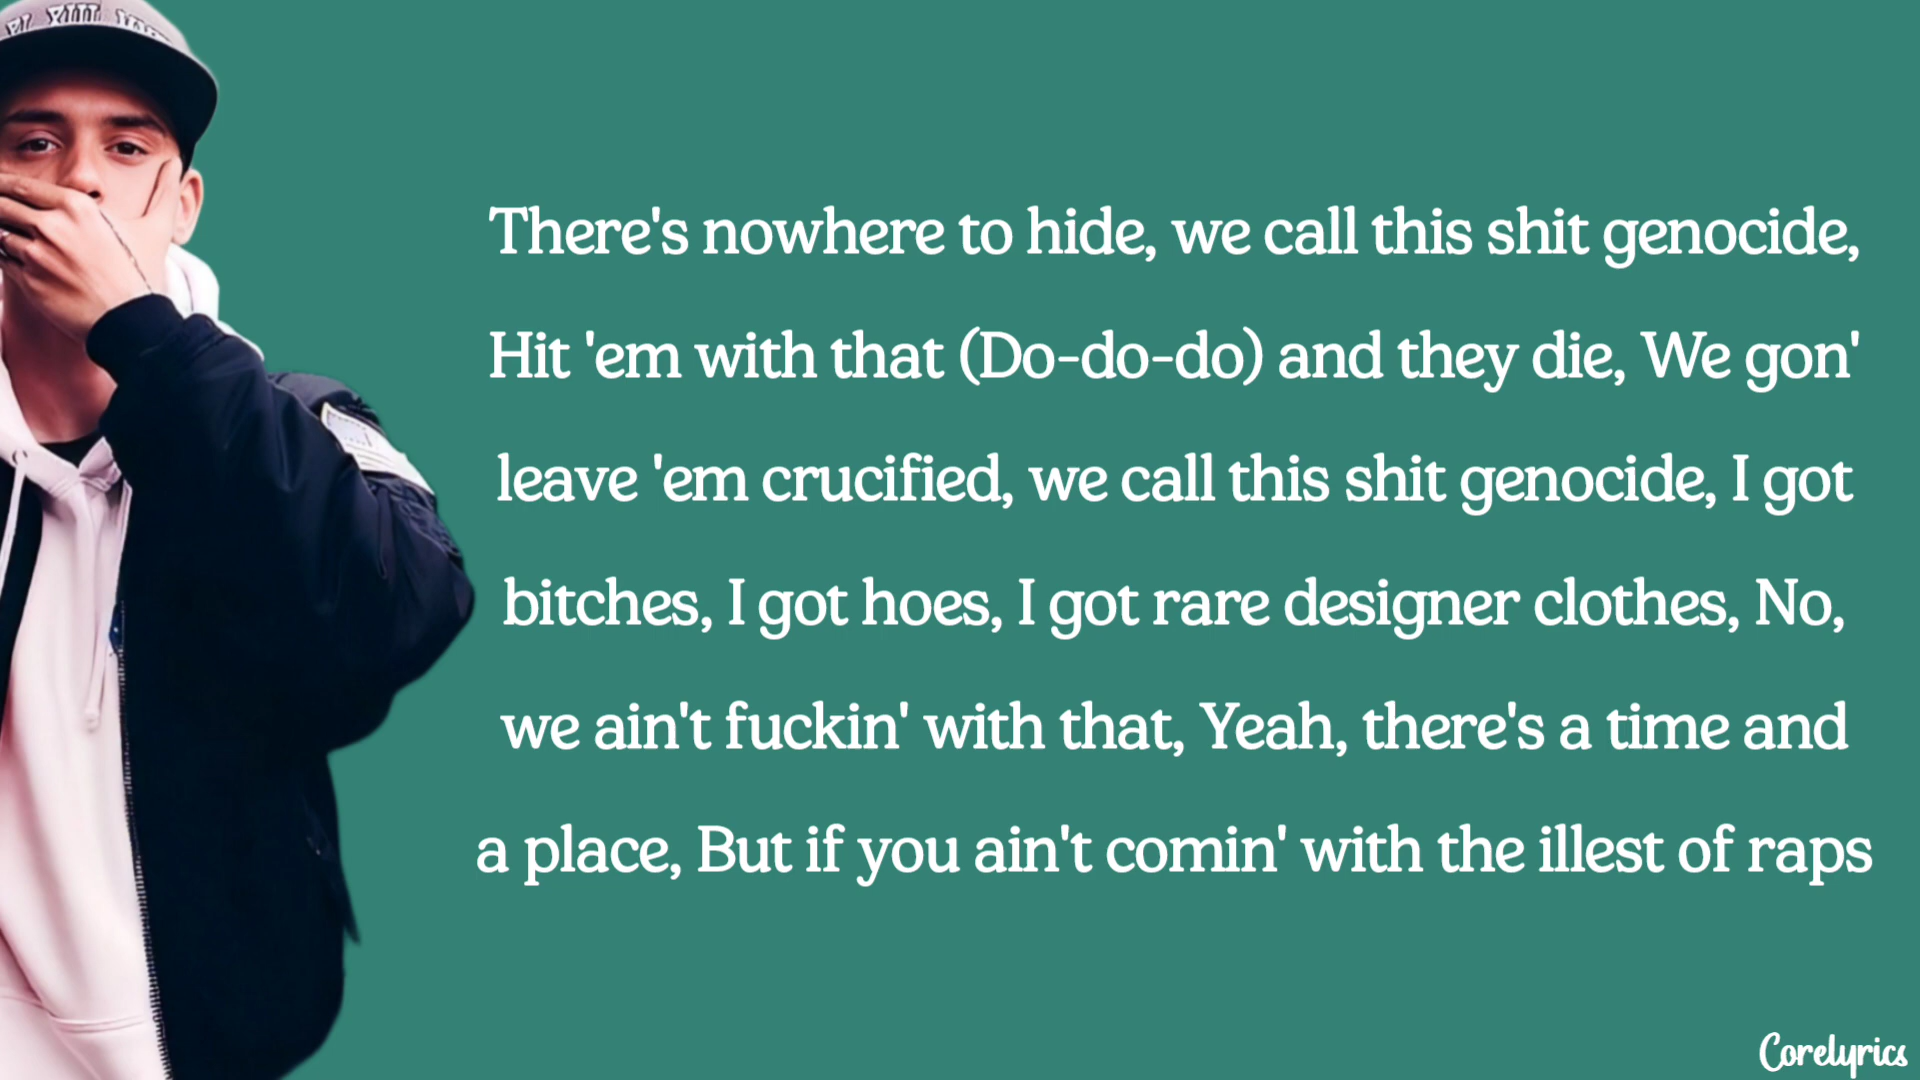 There's nowhere to hide, we call this shit genocide,
Hit 'em with that (Do-do-do) and they die, We gon'
leave 'em crucified, we call this shit genocide, I got
bitches, I got hoes, I got rare designer clothes, No,
we ain't fuckin' with that, Yeah, there's a time and
a place, But if you ain't comin' with the illest of raps
Corelyrics